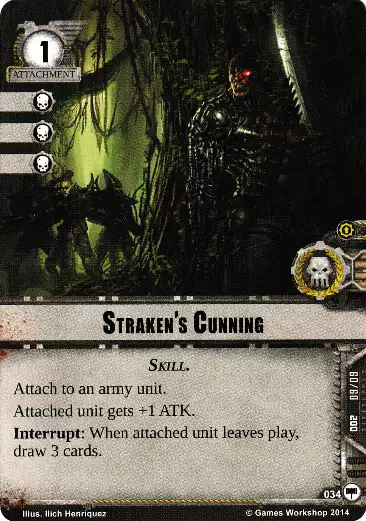 1
ATTACHMENT
STRAKEN'S CUNNING
SKILL.
Attach to an army unit.
Attached unit gets +1 ATK.
Interrupt: When attached unit leaves play,
draw 3 cards.
002 09/09
034
Illus. Ilich Henriquez
© Games Workshop 2014